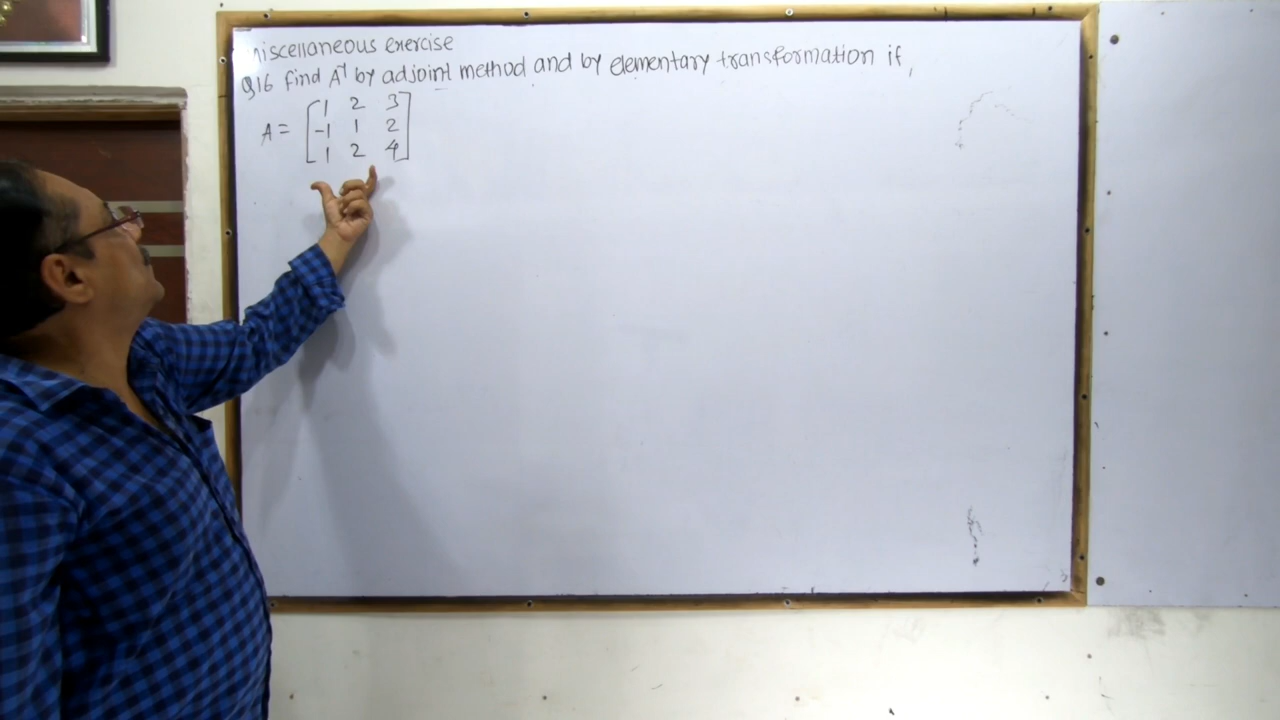 Miscellaneous exercise
Q16 find A⁻¹ by adjoint method and by elementary transformation if,
A = [1 2 3
-1 1 2
1 2 4]